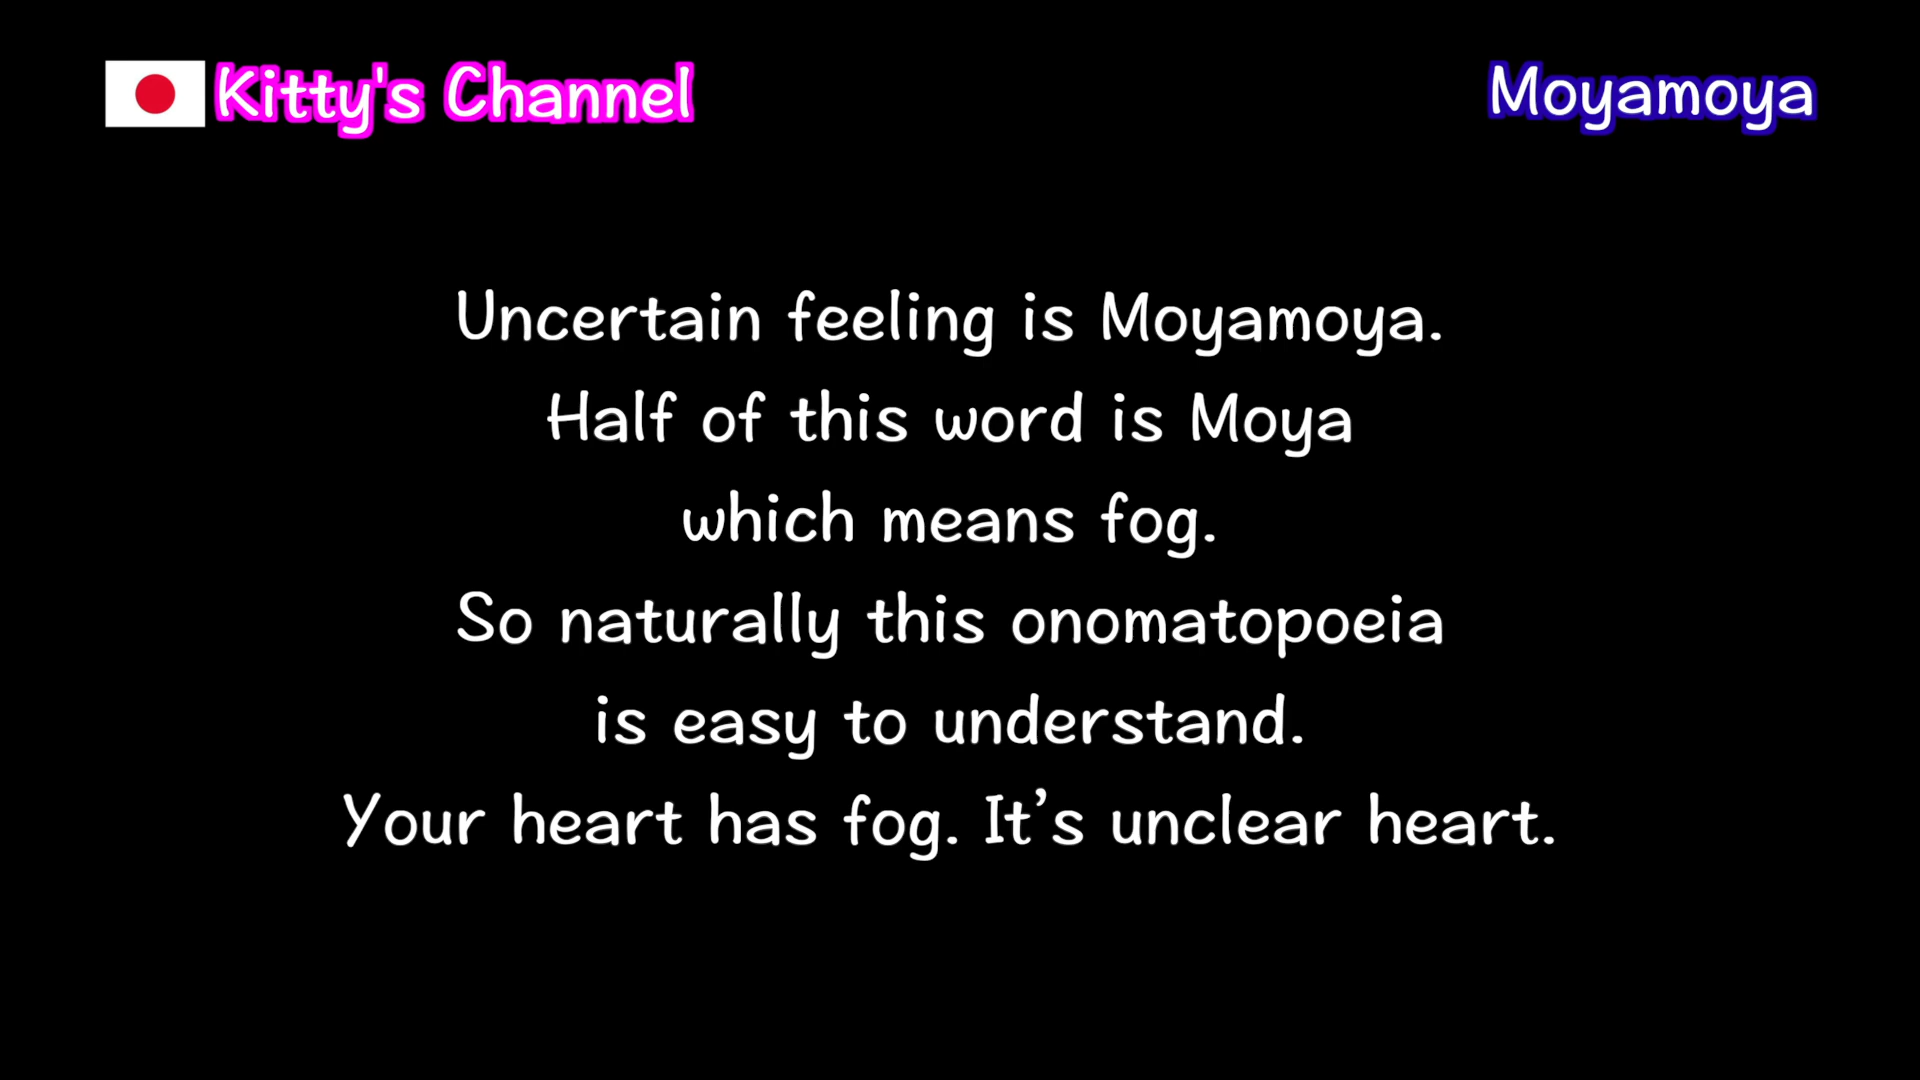 Kitty's Channel
Moyamoya
Uncertain feeling is Moyamoya.
Half of this word is Moya
which means fog.
So naturally this onomatopoeia
is easy to understand.
Your heart has fog. It’s unclear heart.